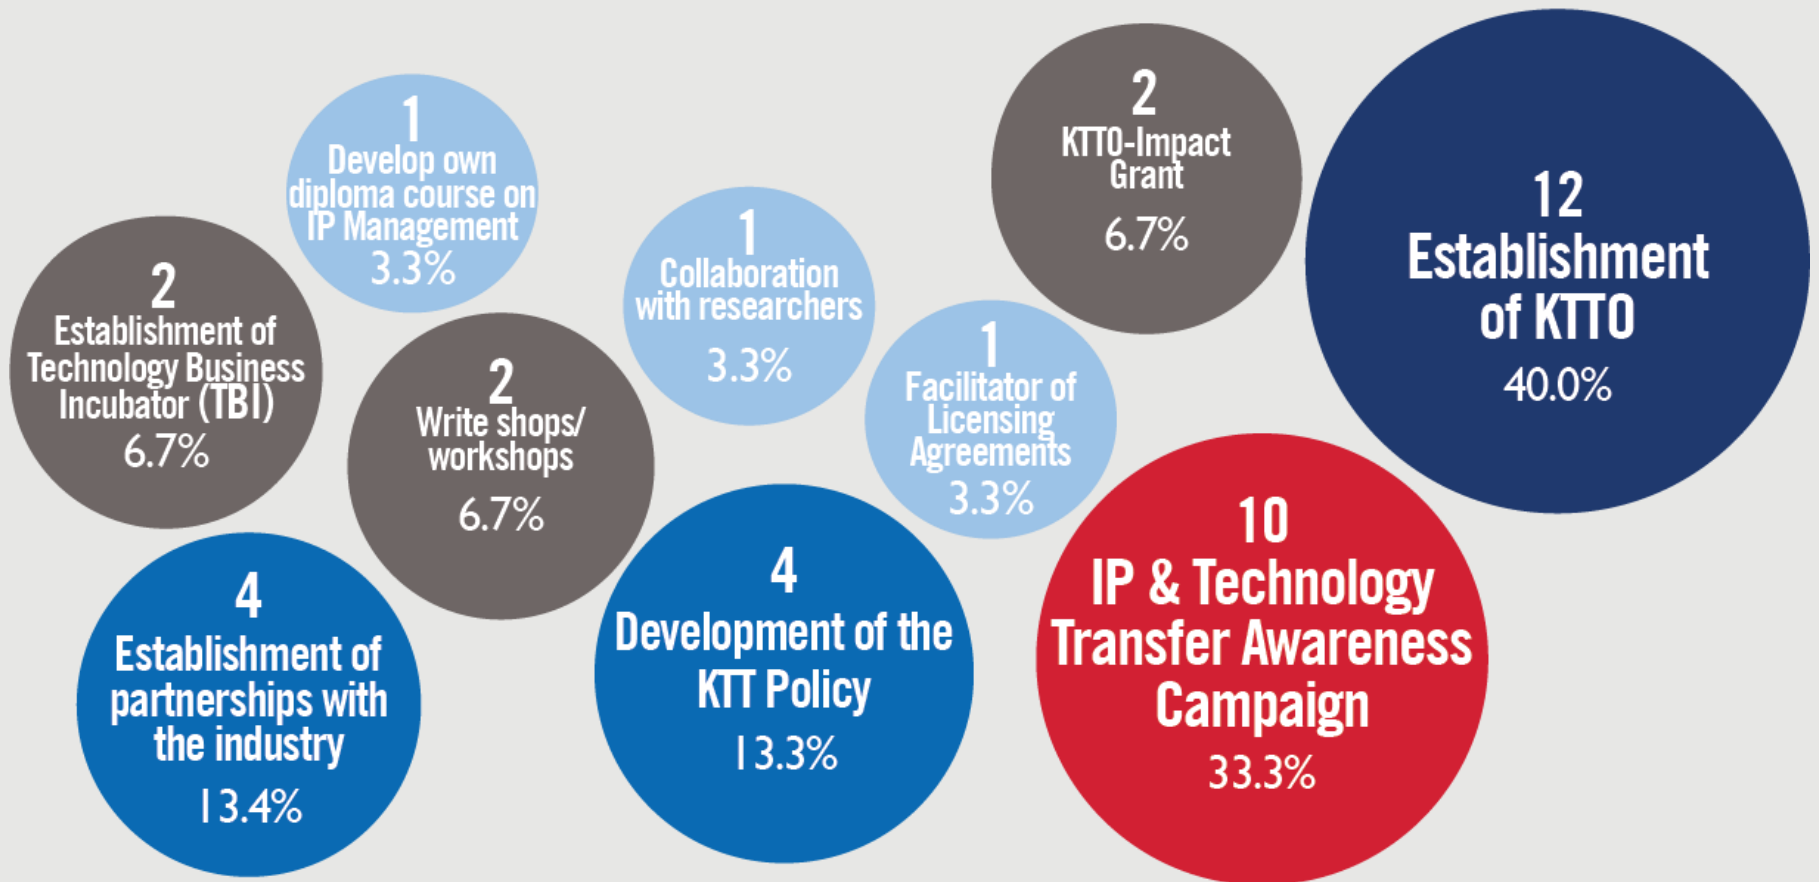 1
Develop own
diploma course on
IP Management
3.3%
2
KTTO-Impact
Grant
6.7%
12
Establishment
of KTTO
40.0%
1
Collaboration
with researchers
3.3%
2
Establishment of
Technology Business
Incubator (TBI)
6.7%
2
Write shops/
workshops
6.7%
1
Facilitator of
Licensing
Agreements
3.3%
4
Establishment of
partnerships with
the industry
13.4%
4
Development of the
KTT Policy
13.3%
10
IP & Technology
Transfer Awareness
Campaign
33.3%